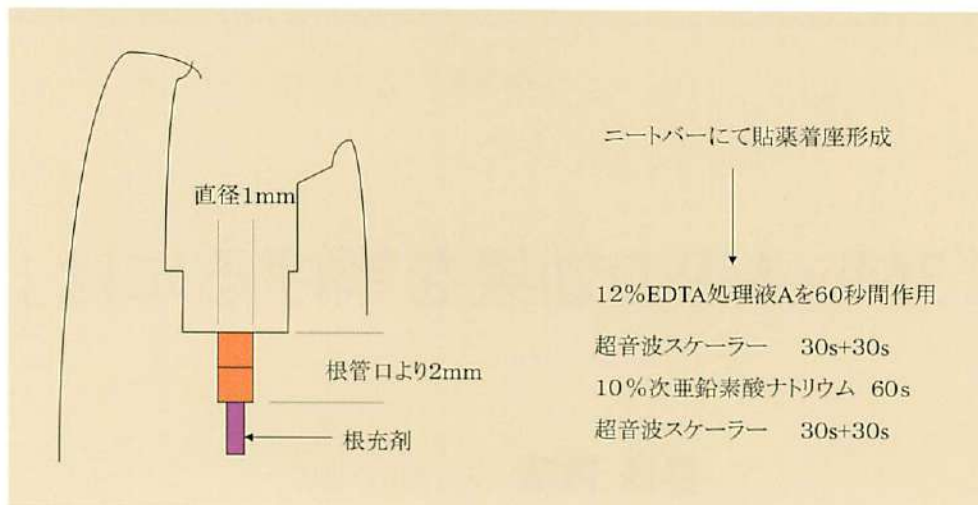 直径1mm
根管口より2mm
根充剤
ニートバーにて貼薬着座形成
12%EDTA処理液Aを60秒間作用
超音波スケーラー 30s+30s
10%次亜鉛素酸ナトリウム 60s
超音波スケーラー 30s+30s